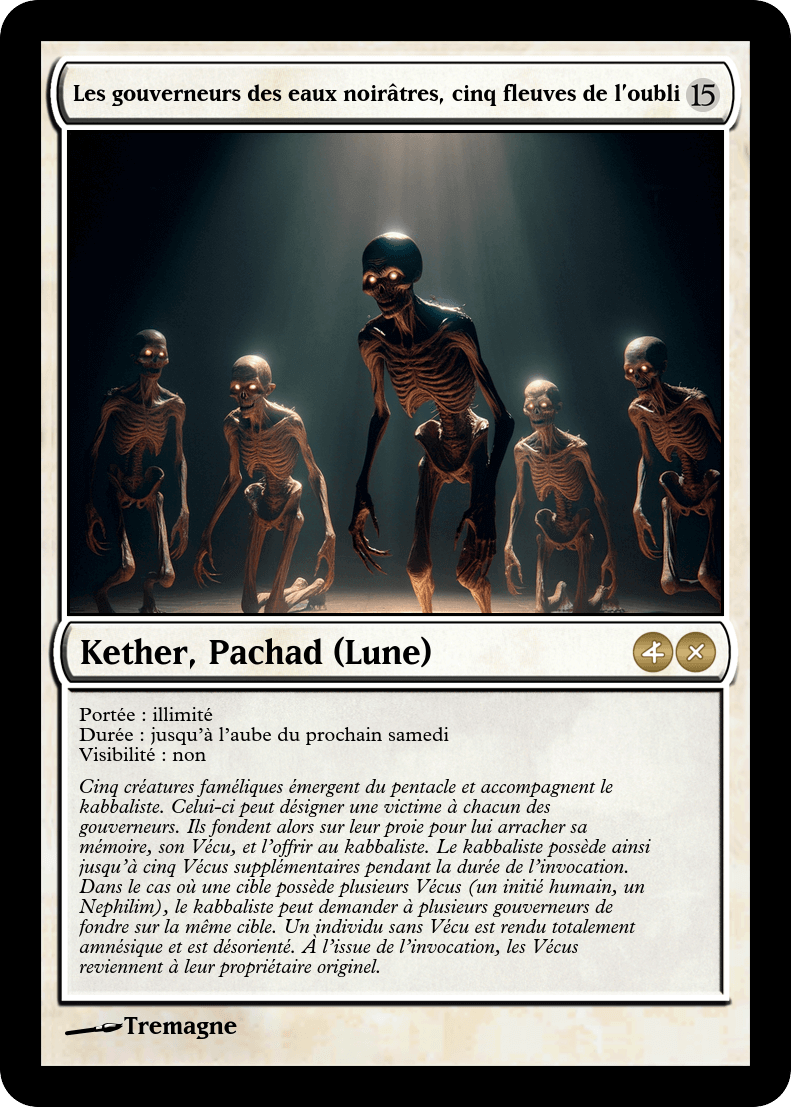 Les gouverneurs des eaux noirâtres, cinq fleuves de l'oubli 15
Kether, Pachad (Lune)
Portée : illimité
Durée : jusqu'à l'aube du prochain samedi
Visibilité : non
Cinq créatures faméliques émergent du pentacle et accompagnent le
kabbaliste. Celui-ci peut désigner une victime à chacun des
gouverneurs. Ils fondent alors sur leur proie pour lui arracher sa
mémoire, son Vécu, et l'offrir au kabbaliste. Le kabbaliste possède ainsi
jusqu'à cinq Vécus supplémentaires pendant la durée de l'invocation.
Dans le cas où une cible possède plusieurs Vécus (un initié humain, un
Nephilim), le kabbaliste peut demander à plusieurs gouverneurs de
fondre sur la même cible. Un individu sans Vécu est rendu totalement
amnésique et est désorienté. À l'issue de l'invocation, les Vécus
reviennent à leur propriétaire originel.
Tremagne